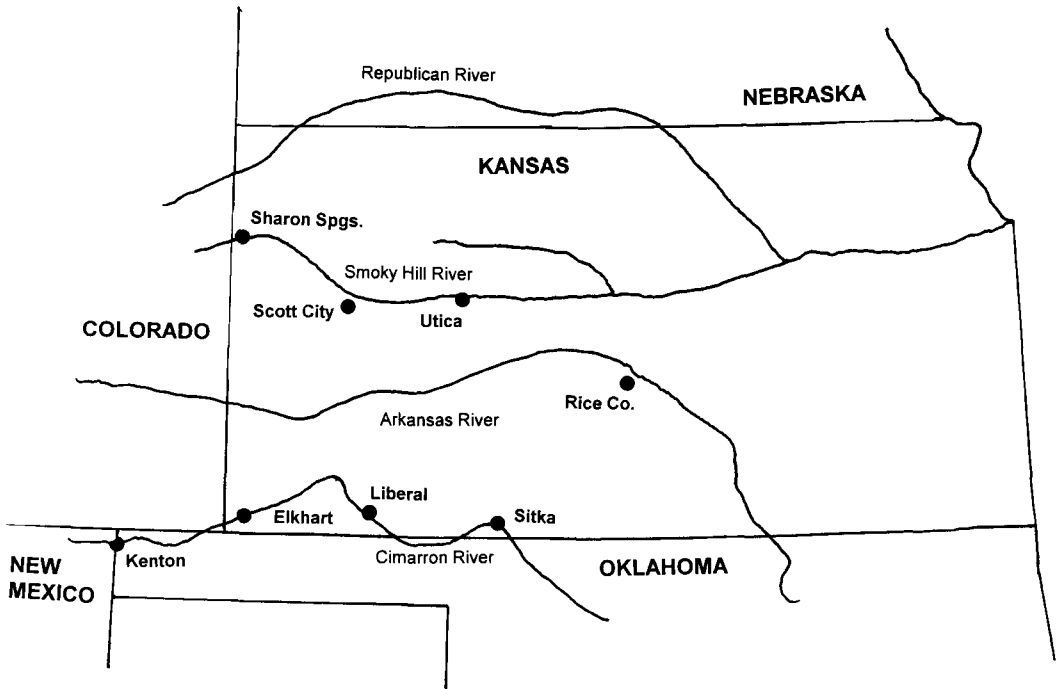 Republican River
NEBRASKA
KANSAS
Sharon Spgs.
Smoky Hill River
Scott City
Utica
COLORADO
Rice Co.
Arkansas River
Liberal
Elkhart
Sitka
Cimarron River
Kenton
OKLAHOMA
NEW
MEXICO